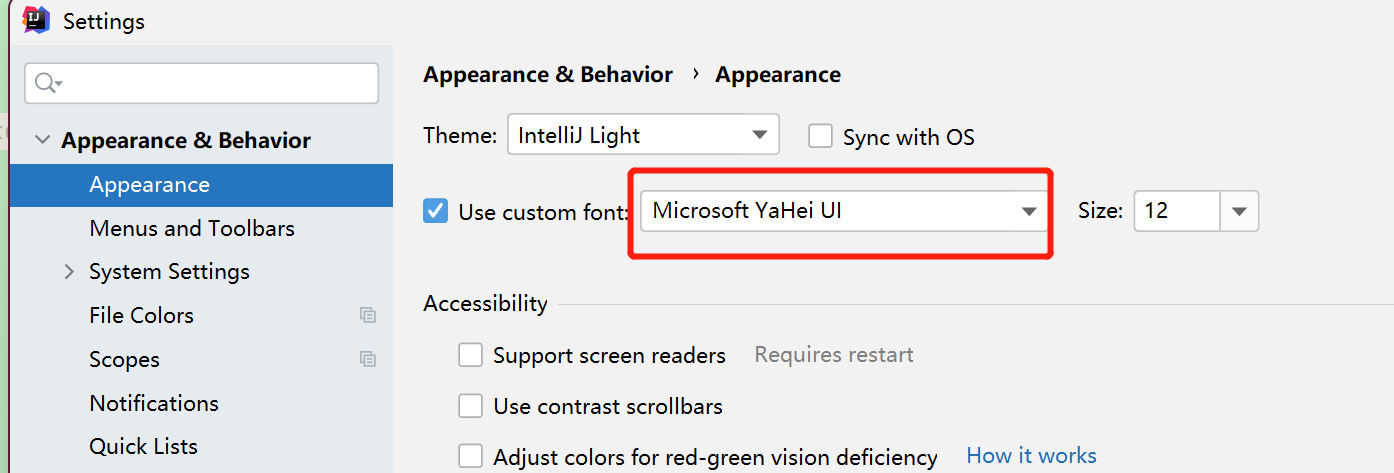 Settings
Appearance & Behavior › Appearance
Appearance & Behavior
Theme: IntelliJ Light Sync with OS
Appearance
Use custom font: Microsoft YaHei UI Size: 12
Menus and Toolbars
System Settings
Accessibility
File Colors
Support screen readers Requires restart
Scopes
Use contrast scrollbars
Notifications
Quick Lists
Adjust colors for red-green vision deficiency How it works